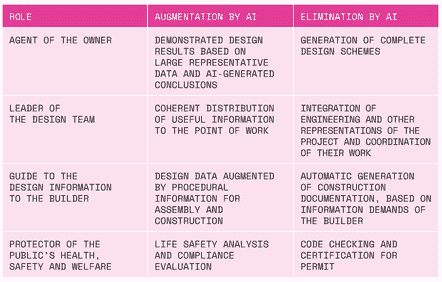 ROLE
AUGMENTATION BY AI
ELIMINATION BY AI
AGENT OF THE OWNER
DEMONSTRATED DESIGN
RESULTS BASED ON
LARGE REPRESENTATIVE
DATA AND AI-GENERATED
CONCLUSIONS
GENERATION OF COMPLETE
DESIGN SCHEMES
LEADER OF
THE DESIGN TEAM
COHERENT DISTRIBUTION
OF USEFUL INFORMATION
TO THE POINT OF WORK
INTEGRATION OF
ENGINEERING AND OTHER
REPRESENTATIONS OF THE
PROJECT AND COORDINATION
OF THEIR WORK
GUIDE TO THE
DESIGN INFORMATION
TO THE BUILDER
DESIGN DATA AUGMENTED
BY PROCEDURAL
INFORMATION FOR
ASSEMBLY AND
CONSTRUCTION
AUTOMATIC GENERATION
OF CONSTRUCTION
DOCUMENTATION, BASED ON
INFORMATION DEMANDS OF
THE BUILDER
PROTECTOR OF THE
PUBLIC'S HEALTH,
SAFETY AND WELFARE
LIFE SAFETY ANALYSIS
AND COMPLIANCE
EVALUATION
CODE CHECKING AND
CERTIFICATION FOR
PERMIT